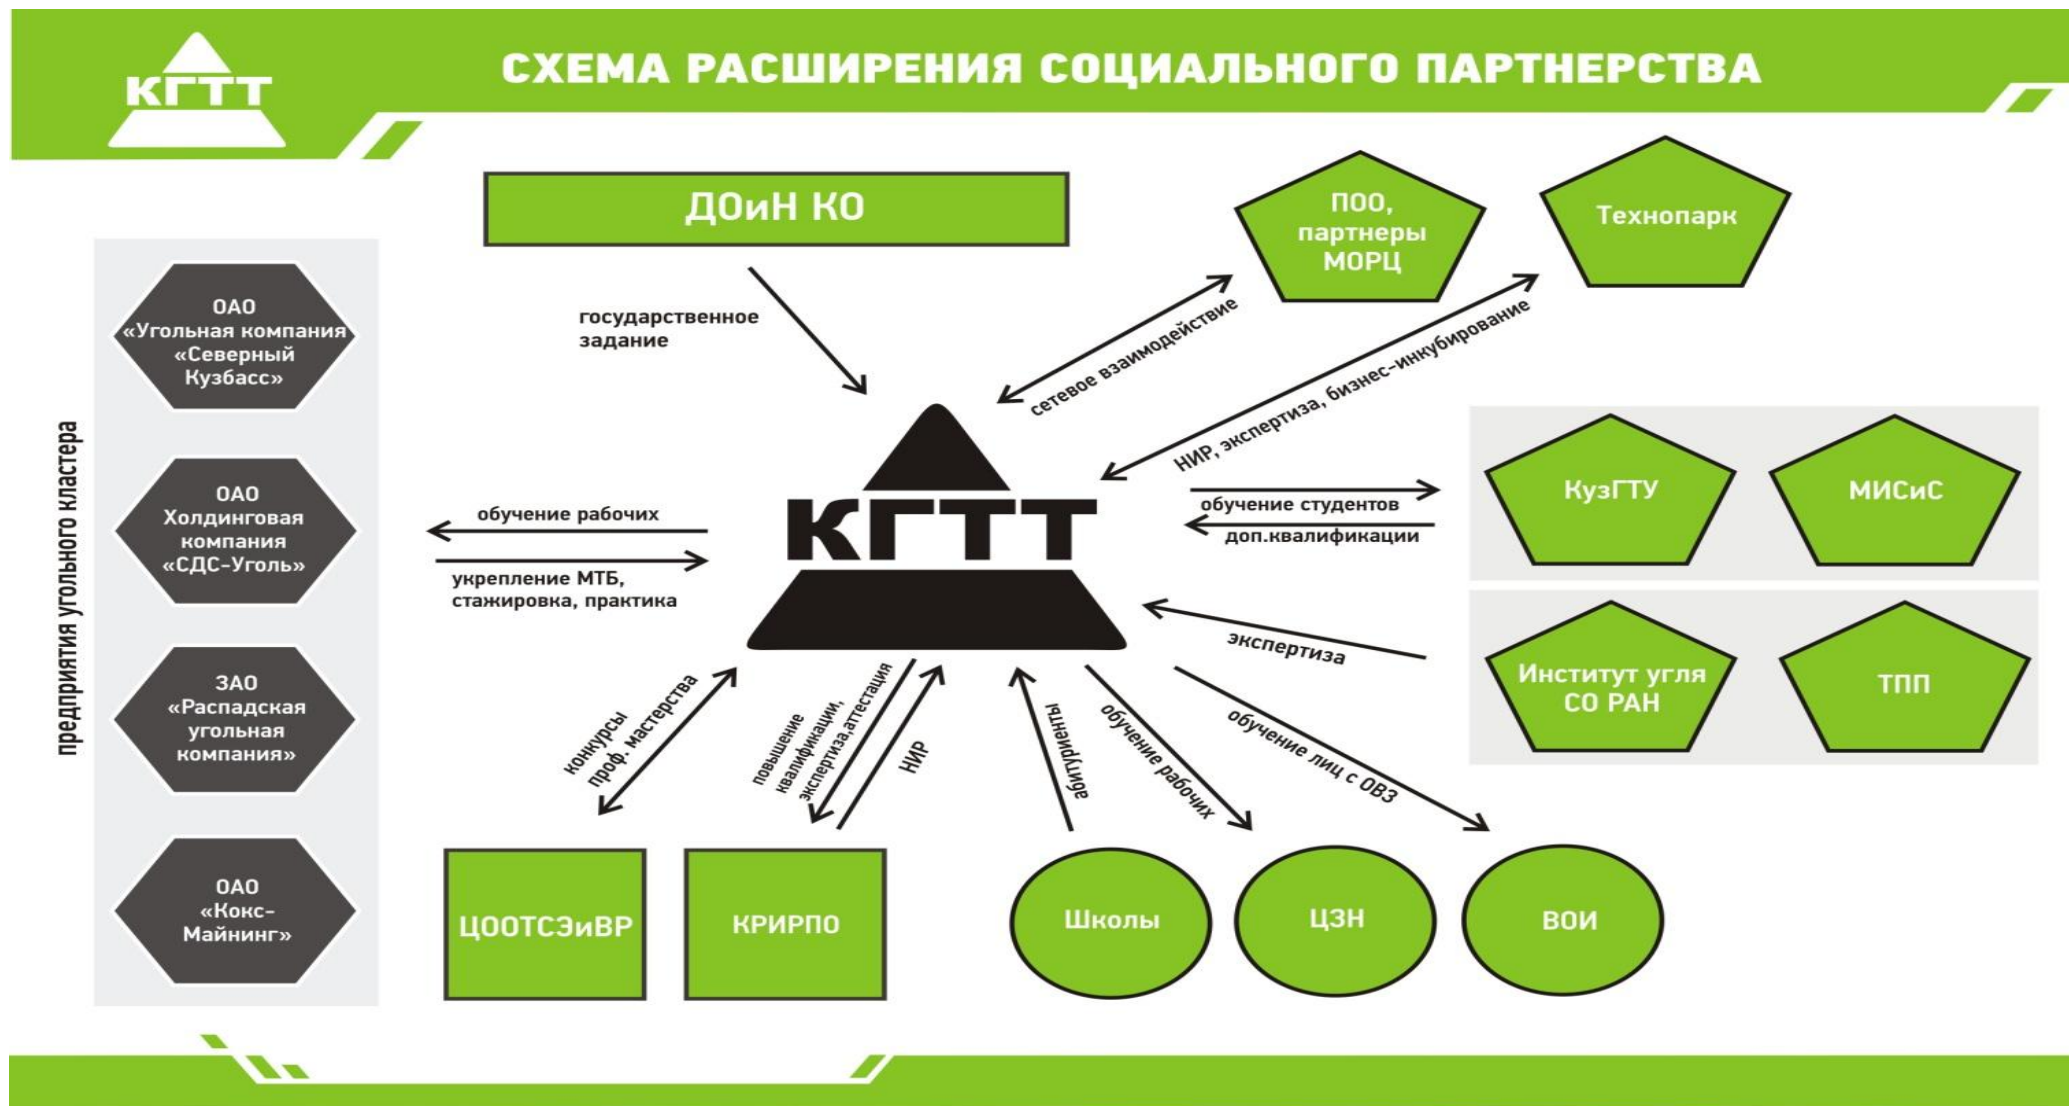 КГТТ
СХЕМА РАСШИРЕНИЯ СОЦИАЛЬНОГО ПАРТНЕРСТВА
ДОиН КО
ПОО,
партнеры
МОРЦ
Технопарк
государственное
задание
сетевое взаимодействие
НИР, экспертиза, бизнес-инкубирование
предприятия угольного кластера
ОАО
«Угольная компания
«Северный
Кузбасс»
ОАО
Холдинговая
компания
«СДС-Уголь»
ЗАО
«Распадская
угольная
компания»
ОАО
«Кокс-
Майнинг»
обучение рабочих
укрепление МТБ,
стажировка, практика
КГТТ
обучение студентов
доп.квалификации
КузГТУ
МИСиС
экспертиза
Институт угля
СО РАН
ТПП
конкурсы
проф. мастерства
повышение
квалификации,
экспертиза,аттестация
НИР
абитуриенты
обучение рабочих
обучение лиц с ОВЗ
ЦООТСЭиВР
КРИРПО
Школы
ЦЗН
ВОИ